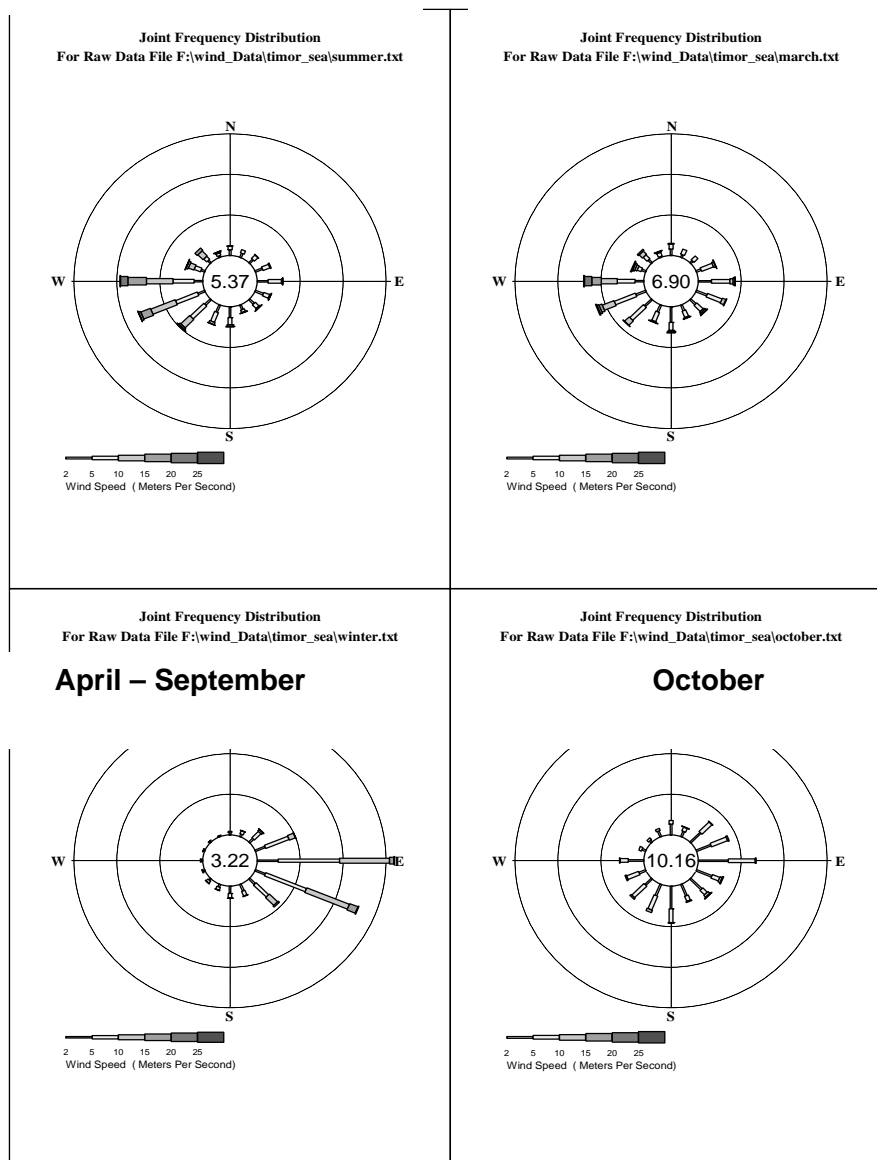 Joint Frequency Distribution
For Raw Data File F:\wind_Data\timor_sea\summer.txt
N
W
5.37
E
S
2 5 10 15 20 25
Wind Speed ( Meters Per Second)
Joint Frequency Distribution
For Raw Data File F:\wind_Data\timor_sea\march.txt
N
W
6.90
E
S
2 5 10 15 20 25
Wind Speed ( Meters Per Second)
Joint Frequency Distribution
For Raw Data File F:\wind_Data\timor_sea\winter.txt
April – September
W
3.22
E
S
2 5 10 15 20 25
Wind Speed ( Meters Per Second)
Joint Frequency Distribution
For Raw Data File F:\wind_Data\timor_sea\october.txt
October
W
10.16
E
S
2 5 10 15 20 25
Wind Speed ( Meters Per Second)